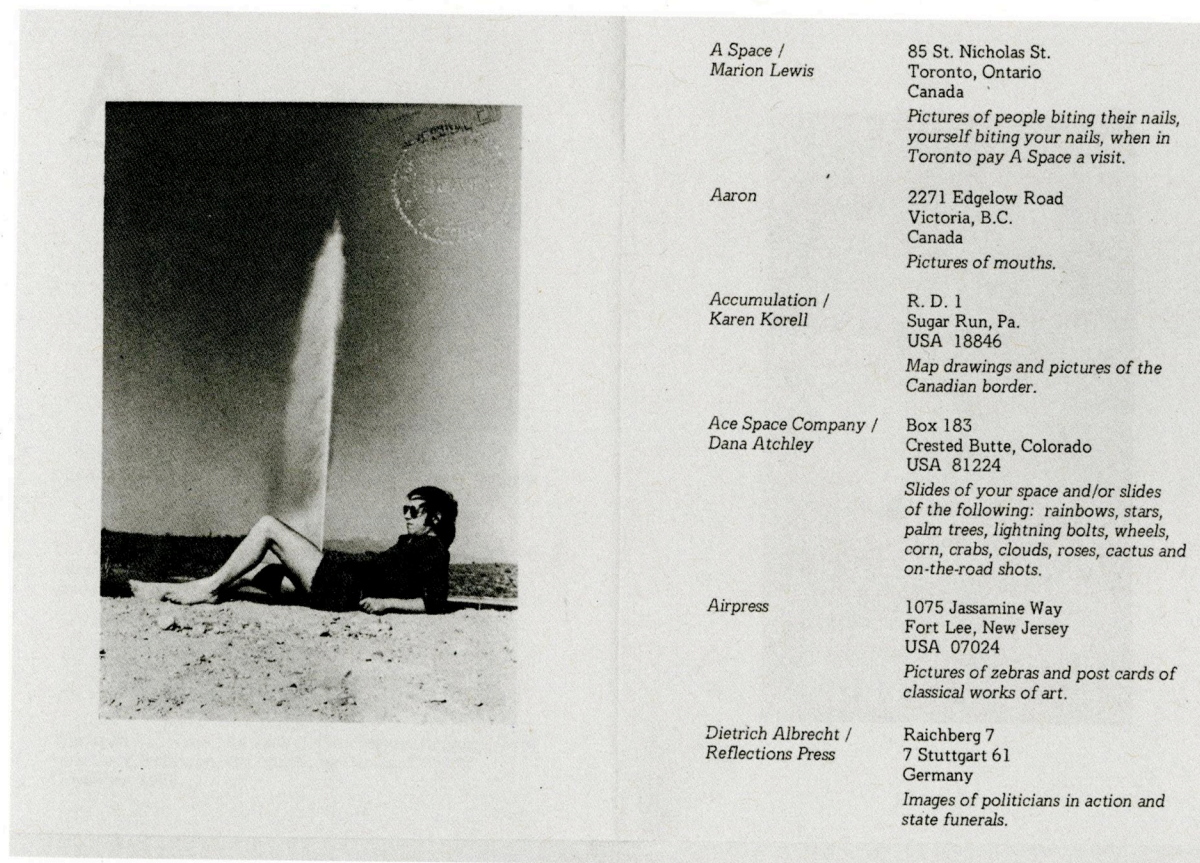 A Space /
Marion Lewis
85 St. Nicholas St.
Toronto, Ontario
Canada
Pictures of people biting their nails,
yourself biting your nails, when in
Toronto pay A Space a visit.
Aaron
2271 Edgelow Road
Victoria, B.C.
Canada
Pictures of mouths.
Accumulation /
Karen Korell
R. D. 1
Sugar Run, Pa.
USA 18846
Map drawings and pictures of the
Canadian border.
Ace Space Company /
Dana Atchley
Box 183
Crested Butte, Colorado
USA 81224
Slides of your space and/or slides
of the following: rainbows, stars,
palm trees, lightning bolts, wheels,
corn, crabs, clouds, roses, cactus and
on-the-road shots.
Airpress
1075 Jassamine Way
Fort Lee, New Jersey
USA 07024
Pictures of zebras and post cards of
classical works of art.
Dietrich Albrecht /
Reflections Press
Raichberg 7
7 Stuttgart 61
Germany
Images of politicians in action and
state funerals.